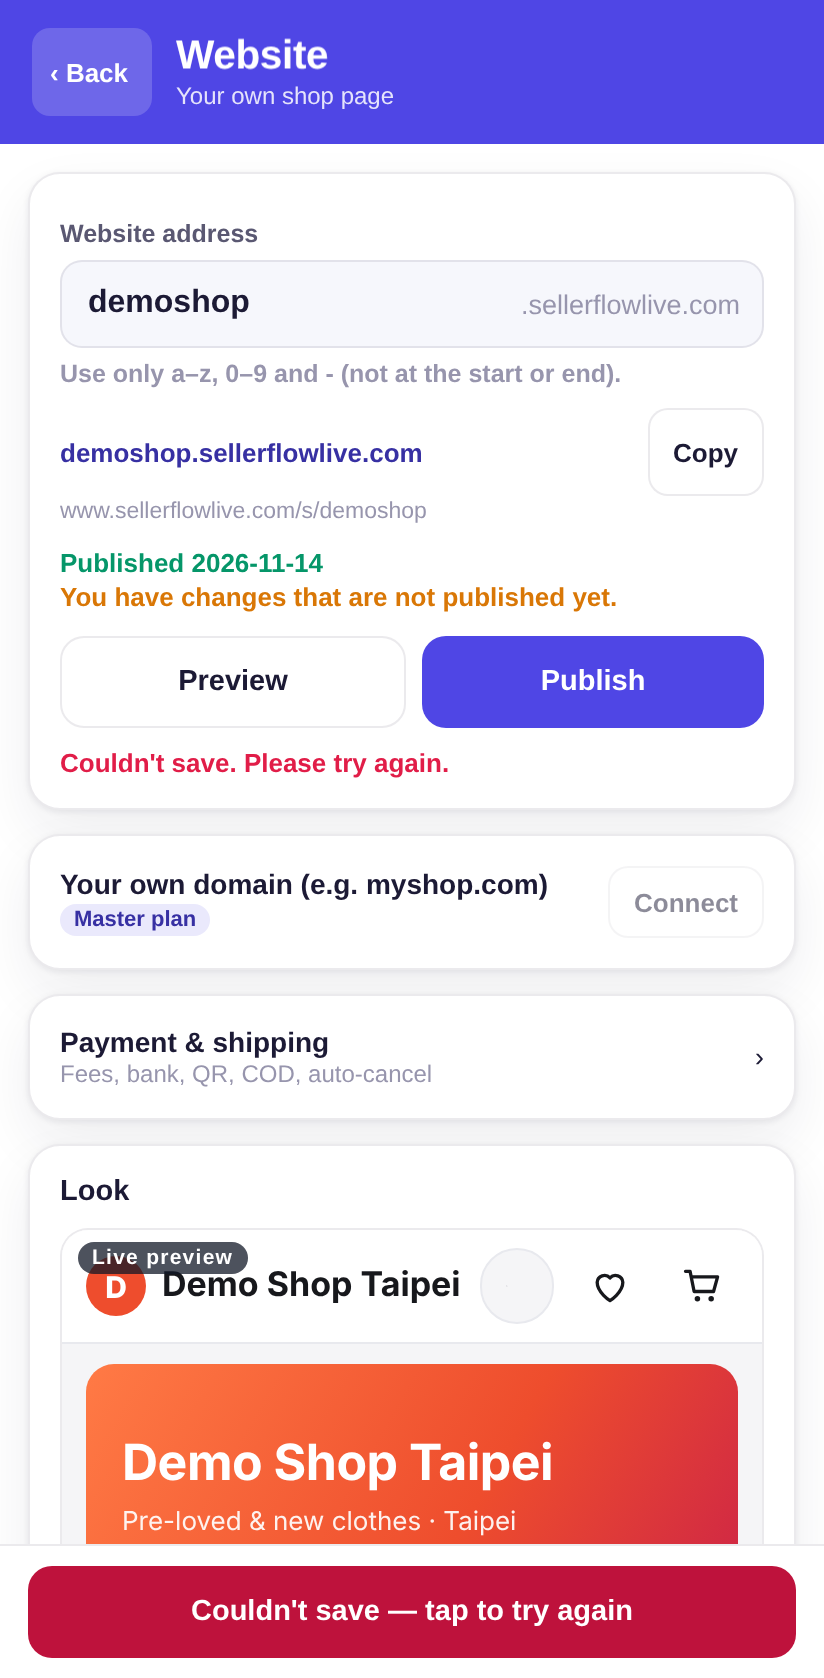 ‹ Back
Website
Your own shop page
Website address
demoshop
.sellerflowlive.com
Use only a–z, 0–9 and - (not at the start or end).
demoshop.sellerflowlive.com
Copy
www.sellerflowlive.com/s/demoshop
Published 2026-11-14
You have changes that are not published yet.
Preview
Publish
Couldn't save. Please try again.
Your own domain (e.g. myshop.com)
Master plan
Connect
Payment & shipping
Fees, bank, QR, COD, auto-cancel
›
Look
Live preview
D
Demo Shop Taipei
Demo Shop Taipei
Pre-loved & new clothes · Taipei
Couldn't save — tap to try again